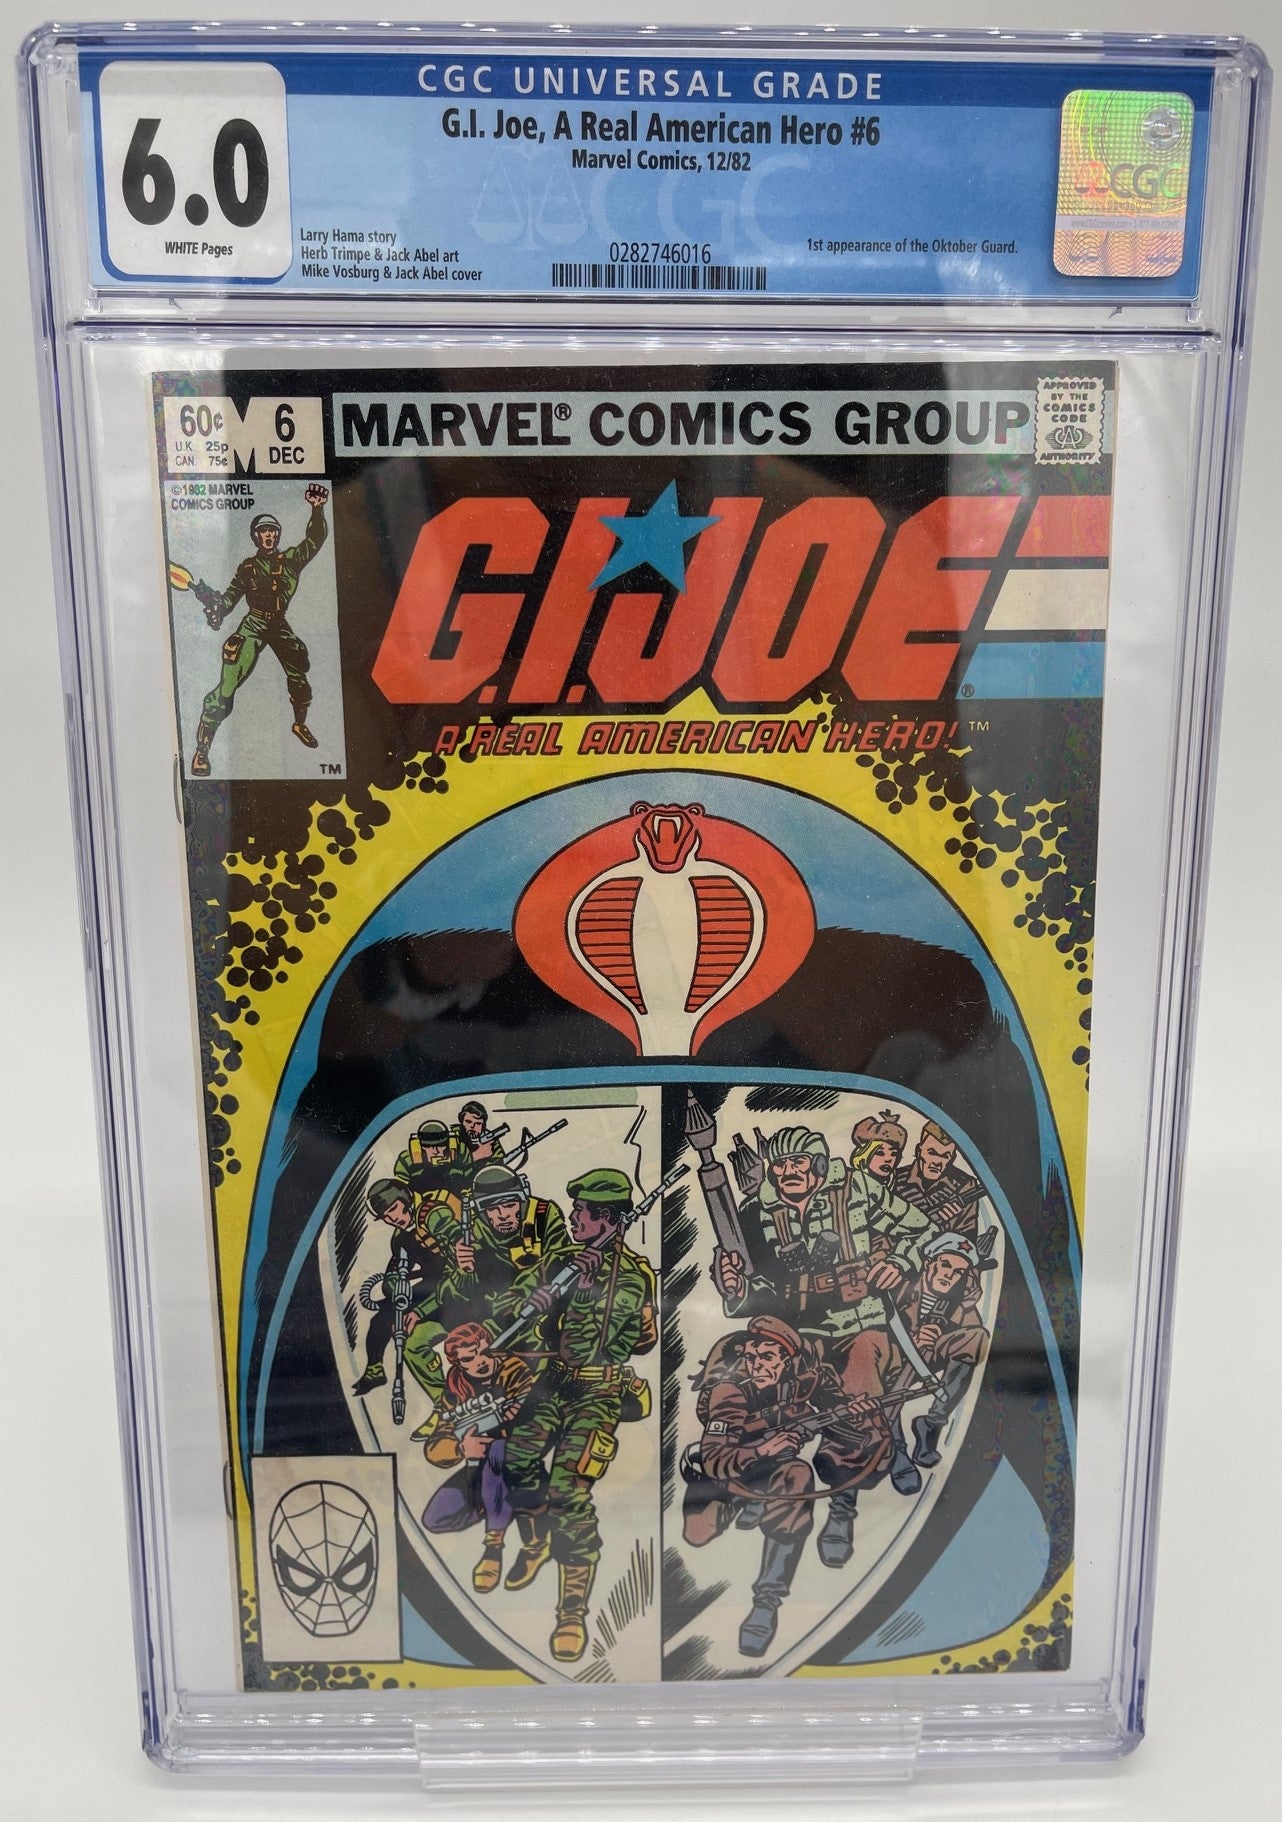 CGC UNIVERSAL GRADE
G.I. Joe, A Real American Hero #6
Marvel Comics, 12/82
6.0
WHITE Pages
Larry Hama story
Herb Trimpe & Jack Abel art
Mike Vosburg & Jack Abel cover
0282746016
1st appearance of the Oktober Guard.
CGC
60¢
U.K. 25p
CAN. 75¢
M
6
DEC
MARVEL® COMICS GROUP
APPROVED
BY THE
COMICS
CODE
CA
AUTHORITY
©1982 MARVEL
COMICS GROUP
TM
G.I.JOE®
A REAL AMERICAN HERO!™